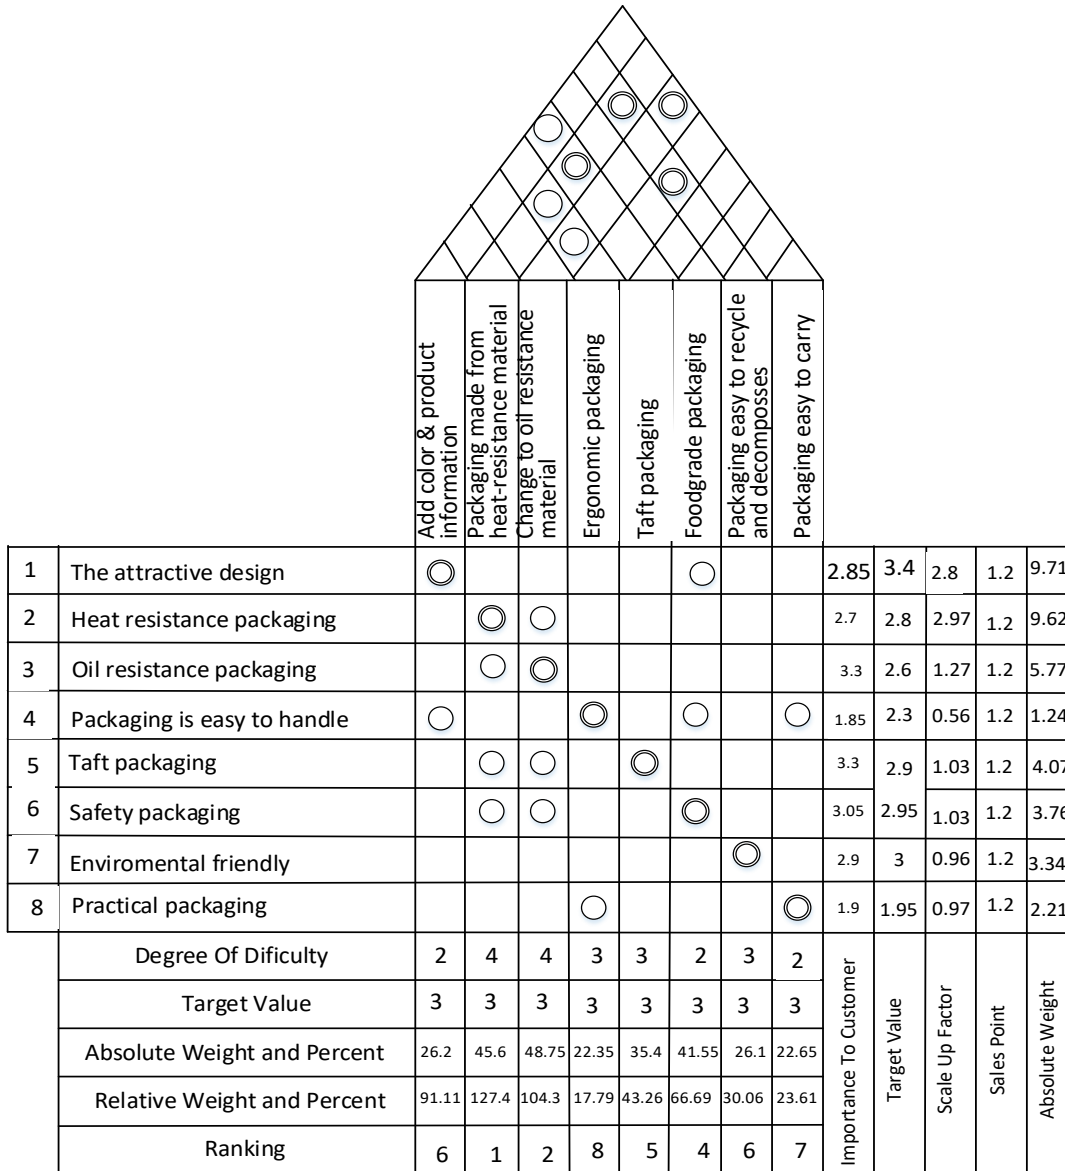 Add color & product
information
Packaging made from
heat-resistance material
Change to oil resistance
material
Ergonomic packaging
Taft packaging
Foodgrade packaging
Packaging easy to recycle
and decomposses
Packaging easy to carry
1 The attractive design 2.85 3.4 2.8 1.2 9.71
2 Heat resistance packaging 2.7 2.8 2.97 1.2 9.62
3 Oil resistance packaging 3.3 2.6 1.27 1.2 5.77
4 Packaging is easy to handle 1.85 2.3 0.56 1.2 1.24
5 Taft packaging 3.3 2.9 1.03 1.2 4.07
6 Safety packaging 3.05 2.95 1.03 1.2 3.76
7 Enviromental friendly 2.9 3 0.96 1.2 3.34
8 Practical packaging 1.9 1.95 0.97 1.2 2.21
Degree Of Dificulty 2 4 4 3 3 2 3 2
Target Value 3 3 3 3 3 3 3 3
Absolute Weight and Percent 26.2 45.6 48.75 22.35 35.4 41.55 26.1 22.65
Relative Weight and Percent 91.11 127.4 104.3 17.79 43.26 66.69 30.06 23.61
Ranking 6 1 2 8 5 4 6 7
Importance To Customer
Target Value
Scale Up Factor
Sales Point
Absolute Weight